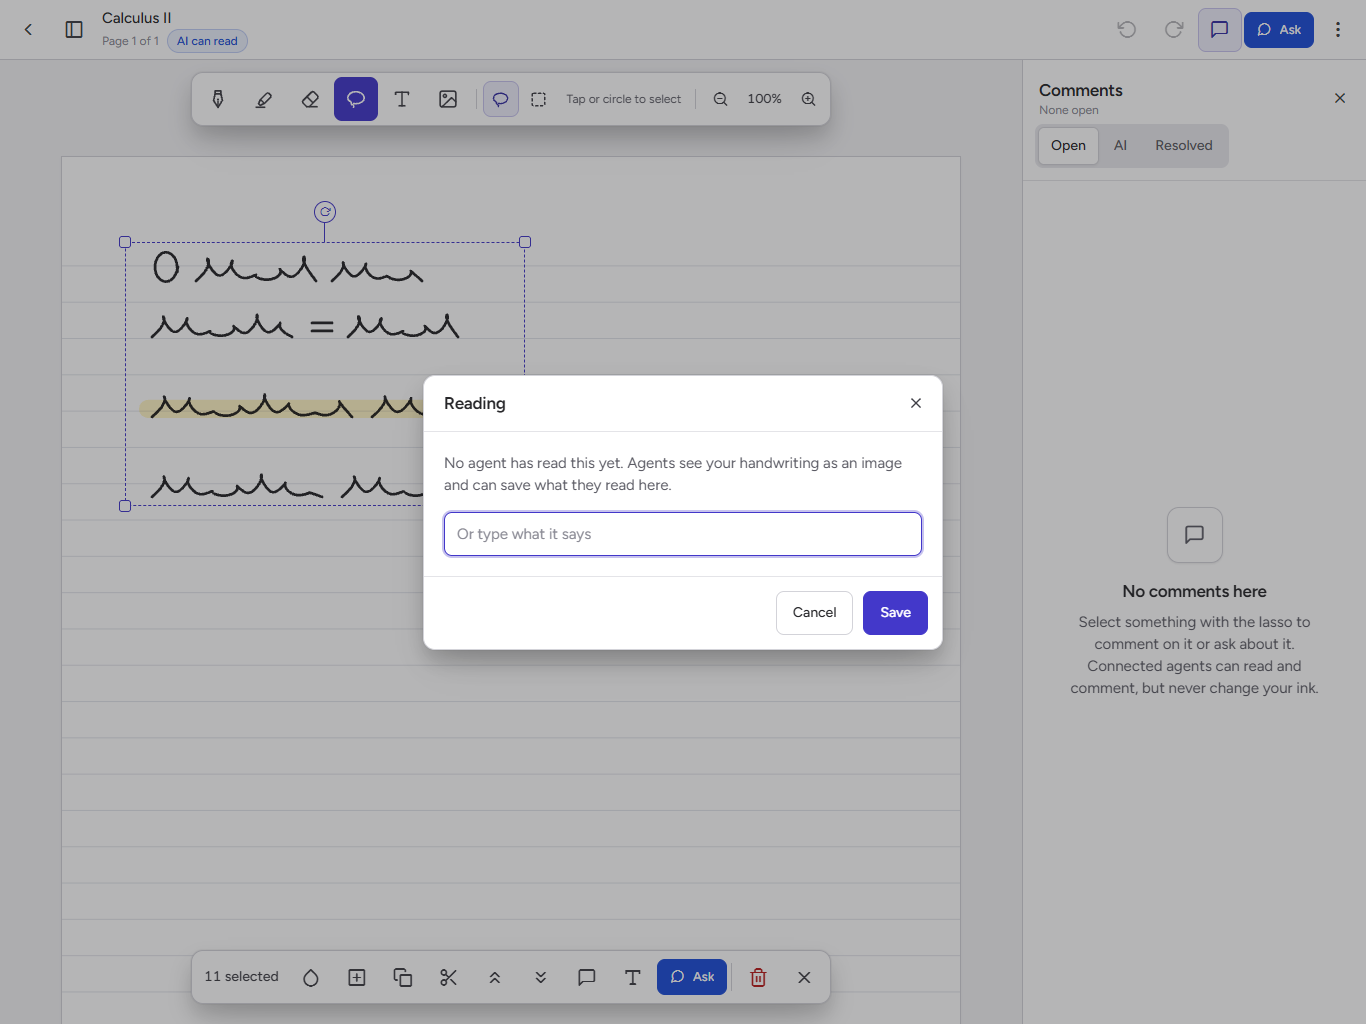 Calculus II
Page 1 of 1 AI can read
Ask
Tap or circle to select
100%
Comments
None open
Open AI Resolved
Reading
No agent has read this yet. Agents see your handwriting as an image
and can save what they read here.
Or type what it says
Cancel Save
No comments here
Select something with the lasso to
comment on it or ask about it.
Connected agents can read and
comment, but never change your ink.
11 selected
Ask